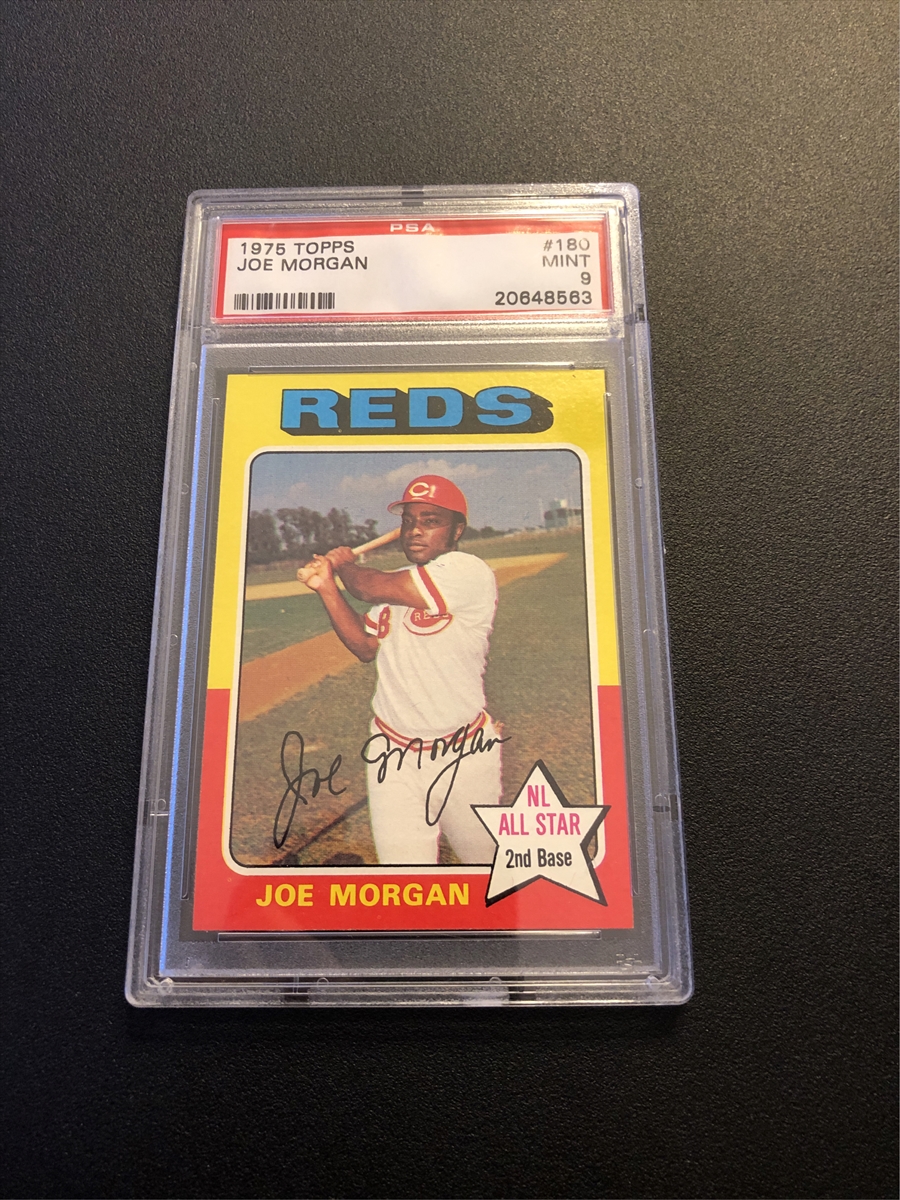 PSA
1975 TOPPS #180
JOE MORGAN MINT
9
20648563
REDS
CI
8 REDS
Joe Morgan
NL
ALL STAR
2nd Base
JOE MORGAN